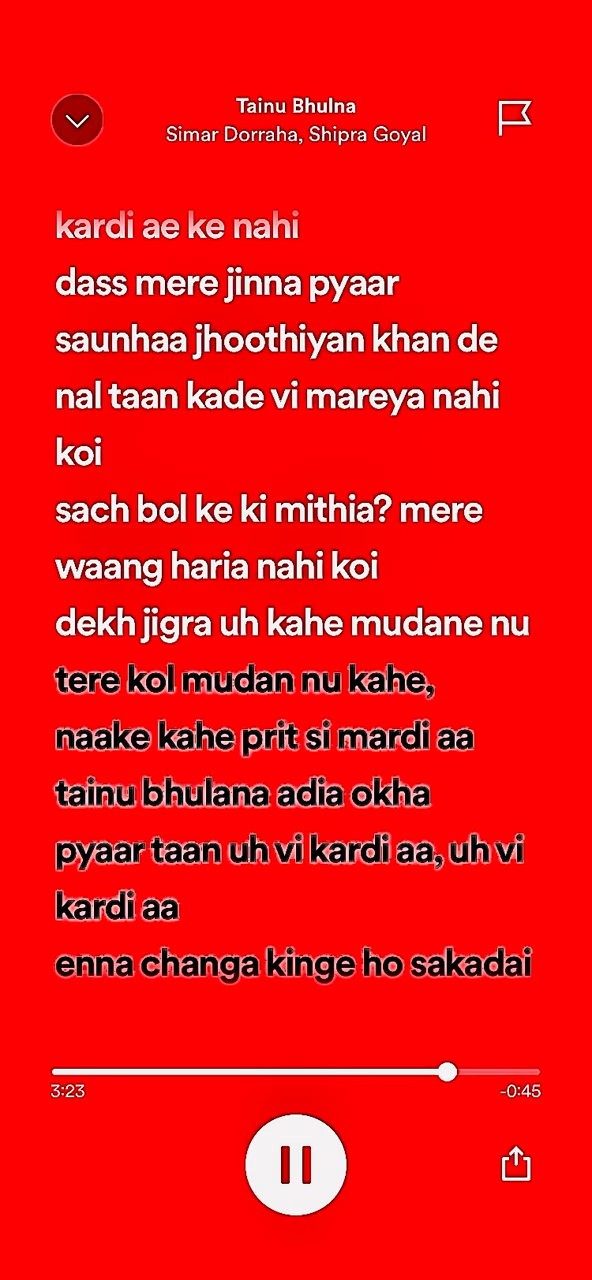 Tainu Bhulna
Simar Dorraha, Shipra Goyal
kardi ae ke nahi
dass mere jinna pyaar
saunhaa jhoothiyan khan de
nal taan kade vi mareya nahi
koi
sach bol ke ki mithia? mere
waang haria nahi koi
dekh jigra uh kahe mudane nu
tere kol mudan nu kahe,
naake kahe prit si mardi aa
tainu bhulana adia okha
pyaar taan uh vi kardi aa, uh vi
kardi aa
enna changa kinge ho sakadai
3:23
-0:45